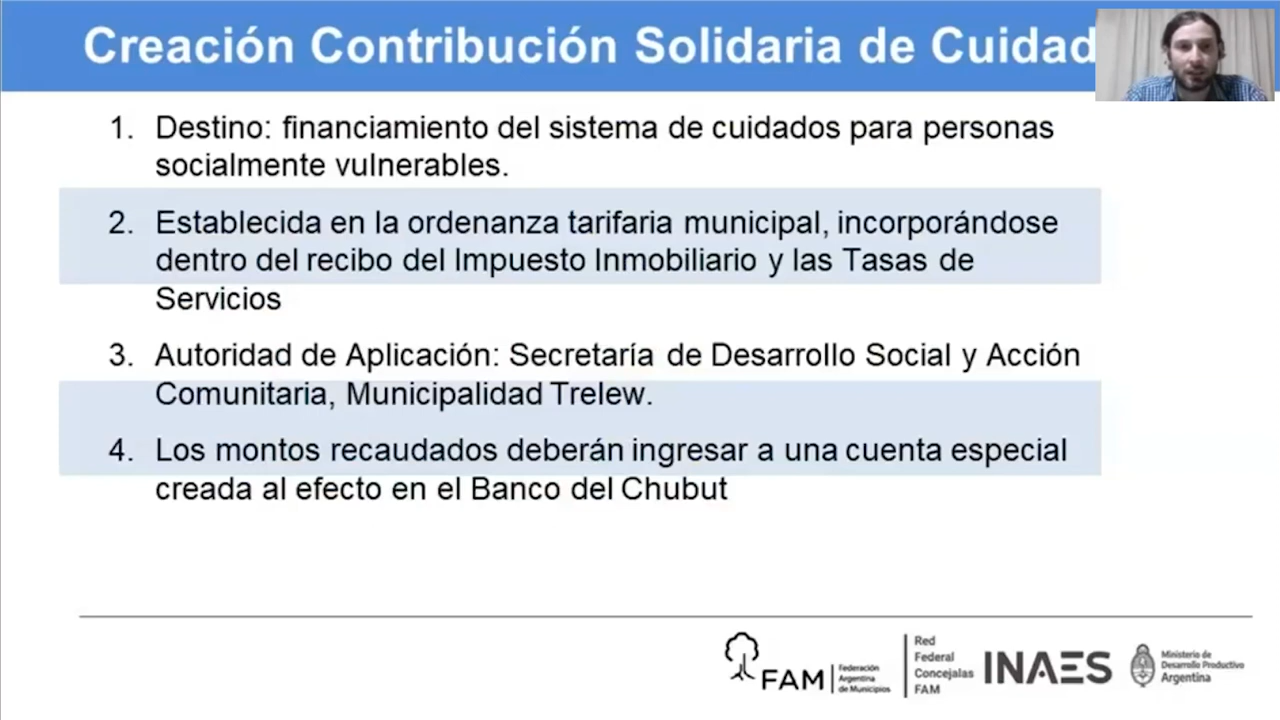 Creación Contribución Solidaria de Cuidad
1. Destino: financiamiento del sistema de cuidados para personas
socialmente vulnerables.
2. Establecida en la ordenanza tarifaria municipal, incorporándose
dentro del recibo del Impuesto Inmobiliario y las Tasas de
Servicios
3. Autoridad de Aplicación: Secretaría de Desarrollo Social y Acción
Comunitaria, Municipalidad Trelew.
4. Los montos recaudados deberán ingresar a una cuenta especial
creada al efecto en el Banco del Chubut
FAM
Federación
Argentina
de Municipios
Red
Federal
Concejalas
FAM
INAES
Ministerio de
Desarrollo Productivo
Argentina